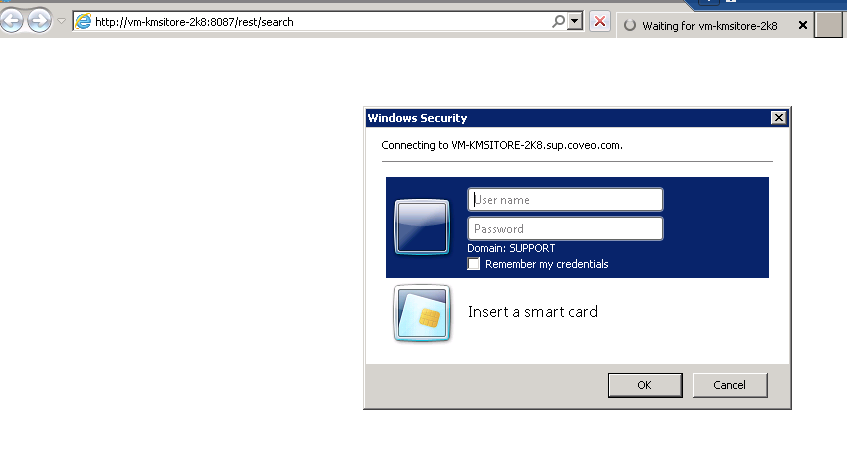 http://vm-kmsitore-2k8:8087/rest/search
Waiting for vm-kmsitore-2k8
Windows Security
Connecting to VM-KMSITORE-2K8.sup.coveo.com.
User name
Password
Domain: SUPPORT
Remember my credentials
Insert a smart card
OK
Cancel